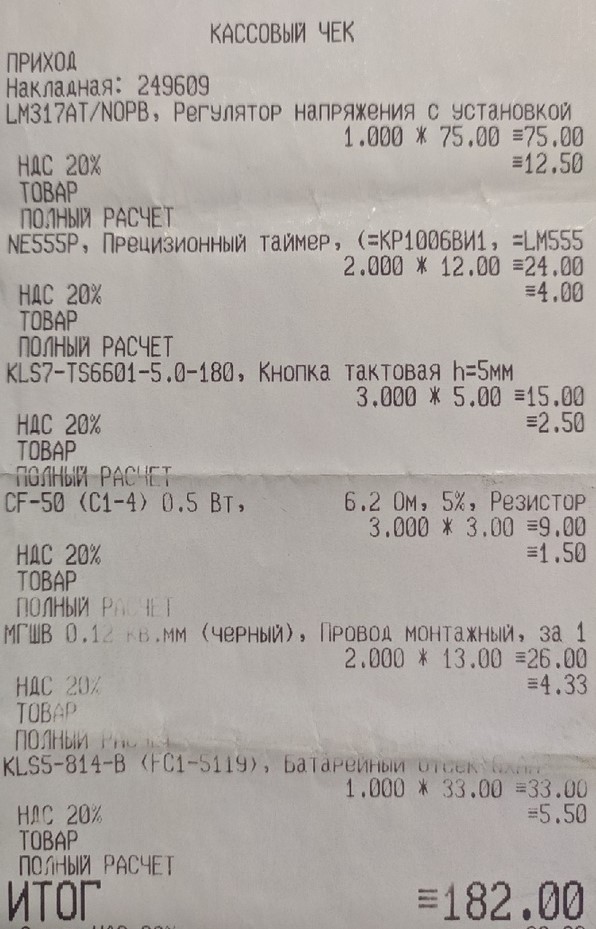 КАССОВЫЙ ЧЕК
ПРИХОД
Накладная: 249609
LM317AT/NOPB, Регулятор напряжения с установкой
1.000 * 75.00 ≡75.00
НДС 20% ≡12.50
ТОВАР
ПОЛНЫЙ РАСЧЕТ
NE555P, Прецизионный таймер, (=КР1006ВИ1, =LM555
2.000 * 12.00 ≡24.00
НДС 20% ≡4.00
ТОВАР
ПОЛНЫЙ РАСЧЕТ
KLS7-TS6601-5.0-180, Кнопка тактовая h=5мм
3.000 * 5.00 ≡15.00
НДС 20% ≡2.50
ТОВАР
ПОЛНЫЙ РАСЧЕТ
CF-50 (С1-4) 0.5 Вт, 6.2 Ом, 5%, Резистор
3.000 * 3.00 ≡9.00
НДС 20% ≡1.50
ТОВАР
ПОЛНЫЙ РАСЧЕТ
МГШВ 0.12 кв.мм (черный), Провод монтажный, за 1
2.000 * 13.00 ≡26.00
НДС 20% ≡4.33
ТОВАР
ПОЛНЫЙ РАСЧЕТ
KLS5-814-B (FC1-5119), Батарейный отсек
1.000 * 33.00 ≡33.00
НДС 20% ≡5.50
ТОВАР
ПОЛНЫЙ РАСЧЕТ
ИТОГ ≡182.00